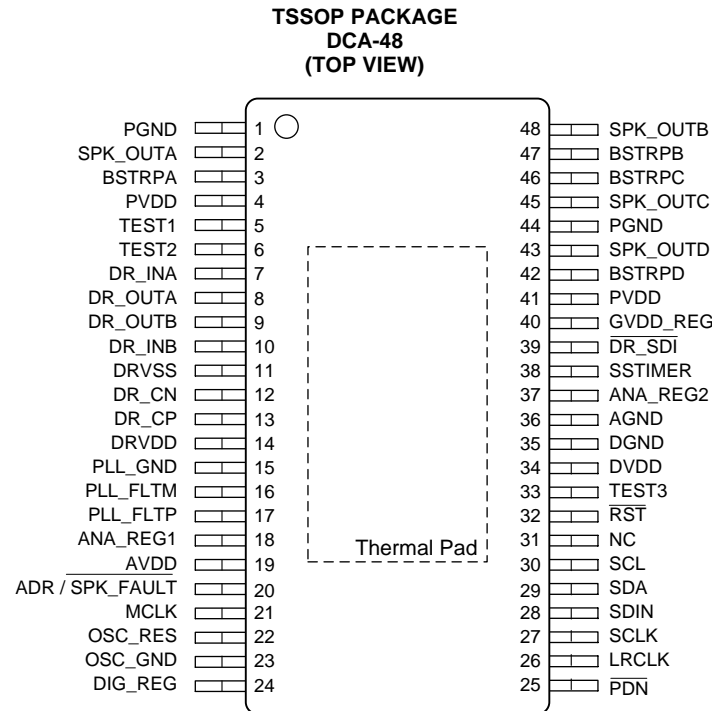 TSSOP PACKAGE
DCA-48
(TOP VIEW)
PGND 1 48 SPK_OUTB
SPK_OUTA 2 47 BSTRPB
BSTRPA 3 46 BSTRPC
PVDD 4 45 SPK_OUTC
TEST1 5 44 PGND
TEST2 6 43 SPK_OUTD
DR_INA 7 42 BSTRPD
DR_OUTA 8 41 PVDD
DR_OUTB 9 40 GVDD_REG
DR_INB 10 39 DR_SDI
DRVSS 11 38 SSTIMER
DR_CN 12 37 ANA_REG2
DR_CP 13 36 AGND
DRVDD 14 35 DGND
PLL_GND 15 34 DVDD
PLL_FLTM 16 33 TEST3
PLL_FLTP 17 32 RST
ANA_REG1 18 31 NC
Thermal Pad
AVDD 19 30 SCL
ADR / SPK_FAULT 20 29 SDA
MCLK 21 28 SDIN
OSC_RES 22 27 SCLK
OSC_GND 23 26 LRCLK
DIG_REG 24 25 PDN